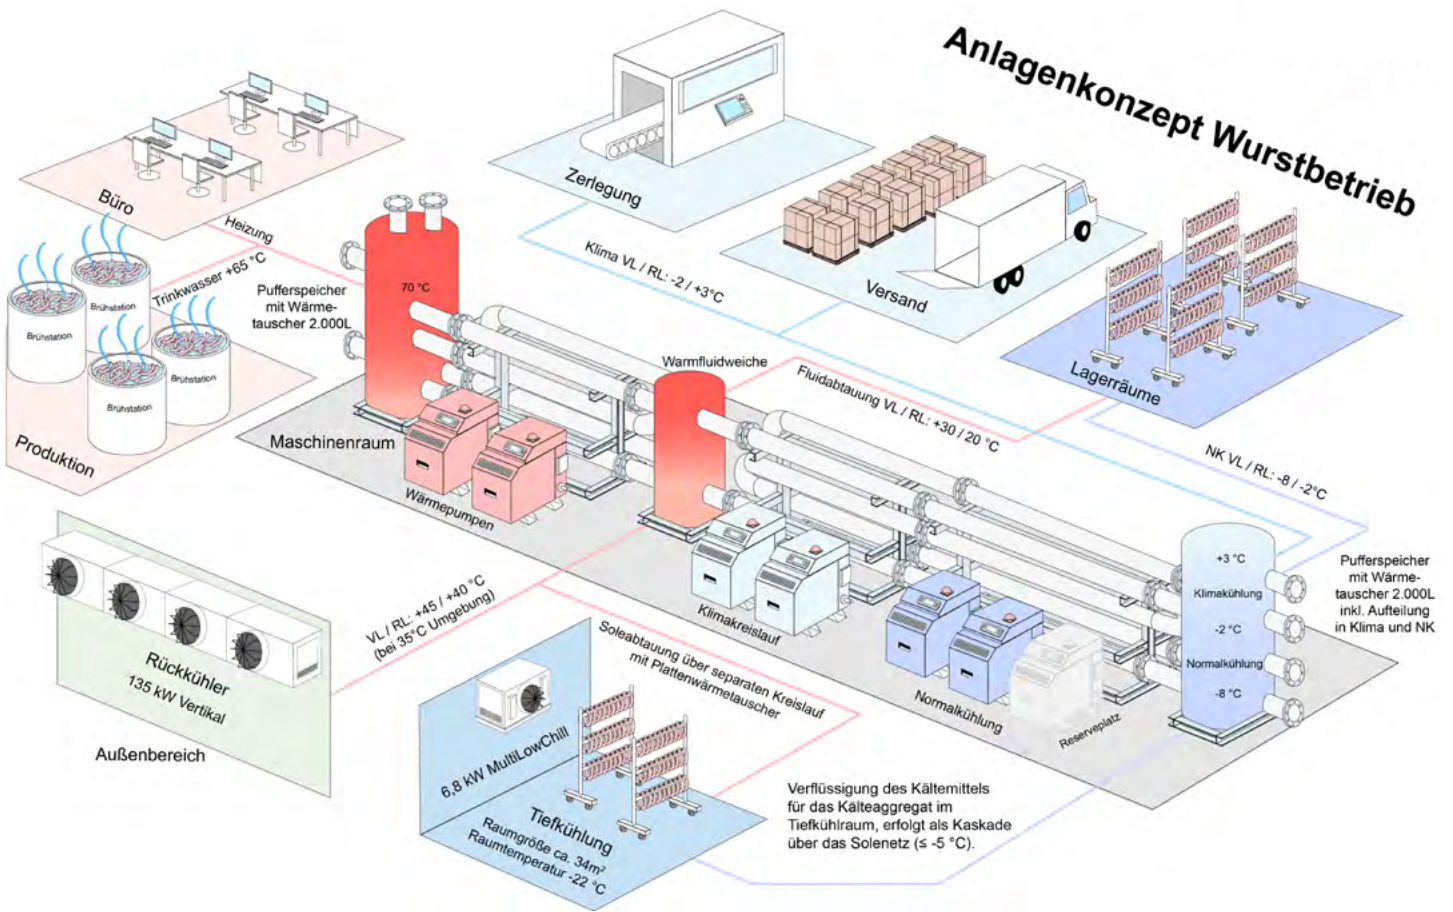 Anlagenkonzept Wurstbetrieb
Büro
Heizung
Trinkwasser +65 °C
Brühstation
Brühstation
Brühstation
Brühstation
Produktion
Pufferspeicher
mit Wärme-
tauscher 2.000L
70 °C
Zerlegung
Klima VL / RL: -2 / +3°C
Versand
Lagerräume
Warmfluidweiche
Fluidabtauung VL / RL: +30 / 20 °C
NK VL / RL: -8 / -2°C
Maschinenraum
Wärmepumpen
Klimakreislauf
Normalkühlung
Reserveplatz
+3 °C
Klimakühlung
-2 °C
Normalkühlung
-8 °C
Pufferspeicher
mit Wärme-
tauscher 2.000L
inkl. Aufteilung
in Klima und NK
VL / RL: +45 / +40 °C
(bei 35°C Umgebung)
Rückkühler
135 kW Vertikal
Außenbereich
Soleabtauung über separaten Kreislauf
mit Plattenwärmetauscher
6,8 kW MultiLowChill
Tiefkühlung
Raumgröße ca. 34m²
Raumtemperatur -22 °C
Verflüssigung des Kältemittels
für das Kälteaggregat im
Tiefkühlraum, erfolgt als Kaskade
über das Solenetz (≤ -5 °C).